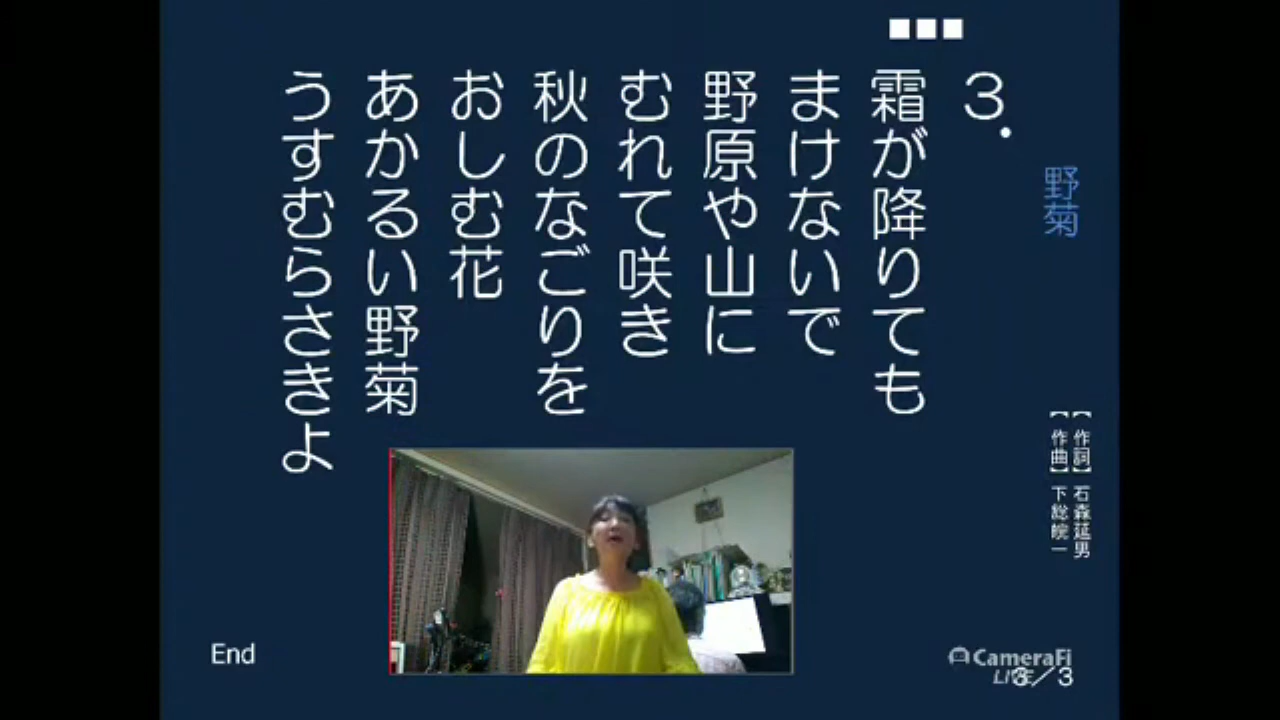 野菊
【作詞】石森延男
【作曲】下総皖一
3.
霜が降りても
まけないで
野原や山に
むれて咲き
秋のなごりを
おしむ花
あかるい野菊
うすむらさきよ
End
CameraFi
LIVE
3/3